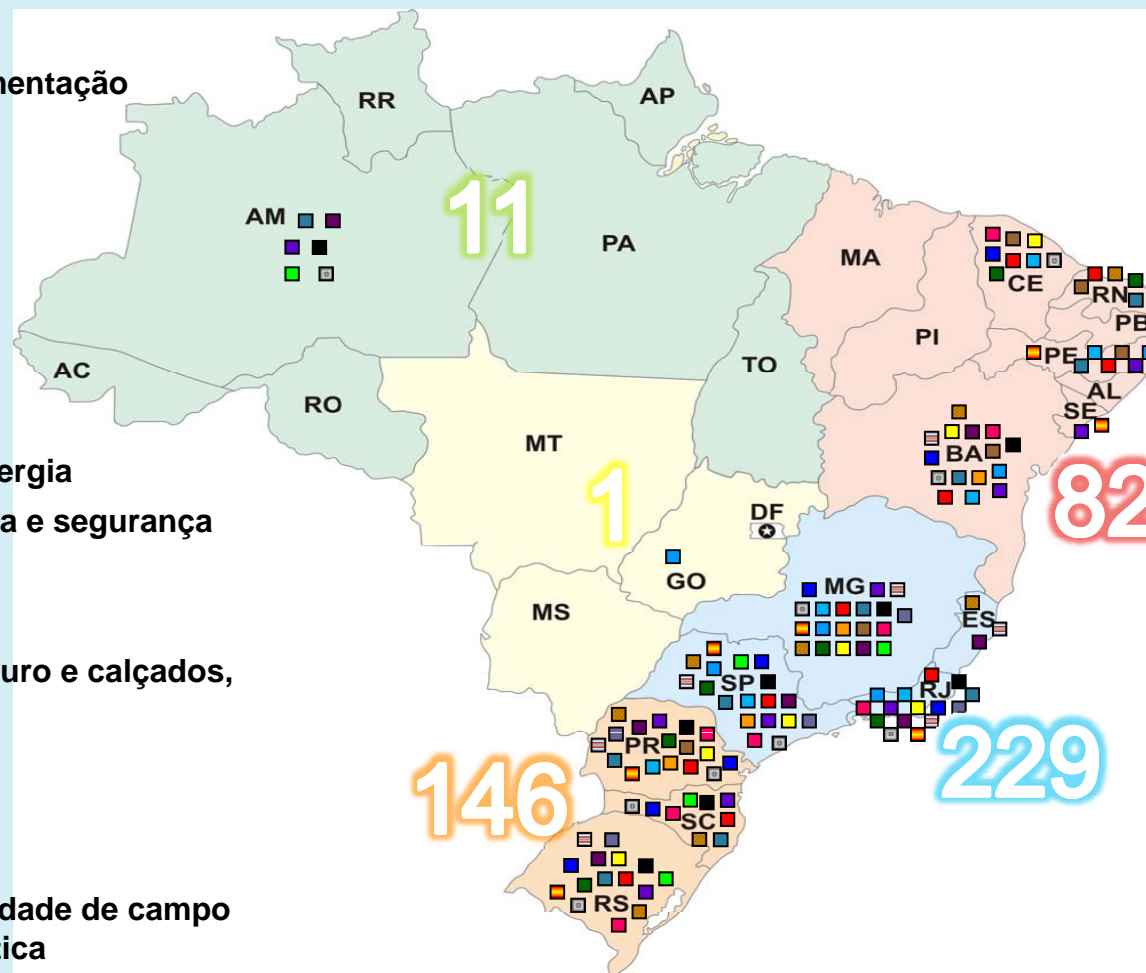 mentação
RR
AP
AM
11
PA
MA
CE
RN
PB
PI
PE
AC
TO
AL
RO
SE
MT
BA
ergia
1
82
a e segurança
DF
GO
MG
MS
ES
uro e calçados,
SP
RJ
PR
229
146
SC
RS
dade de campo
tica